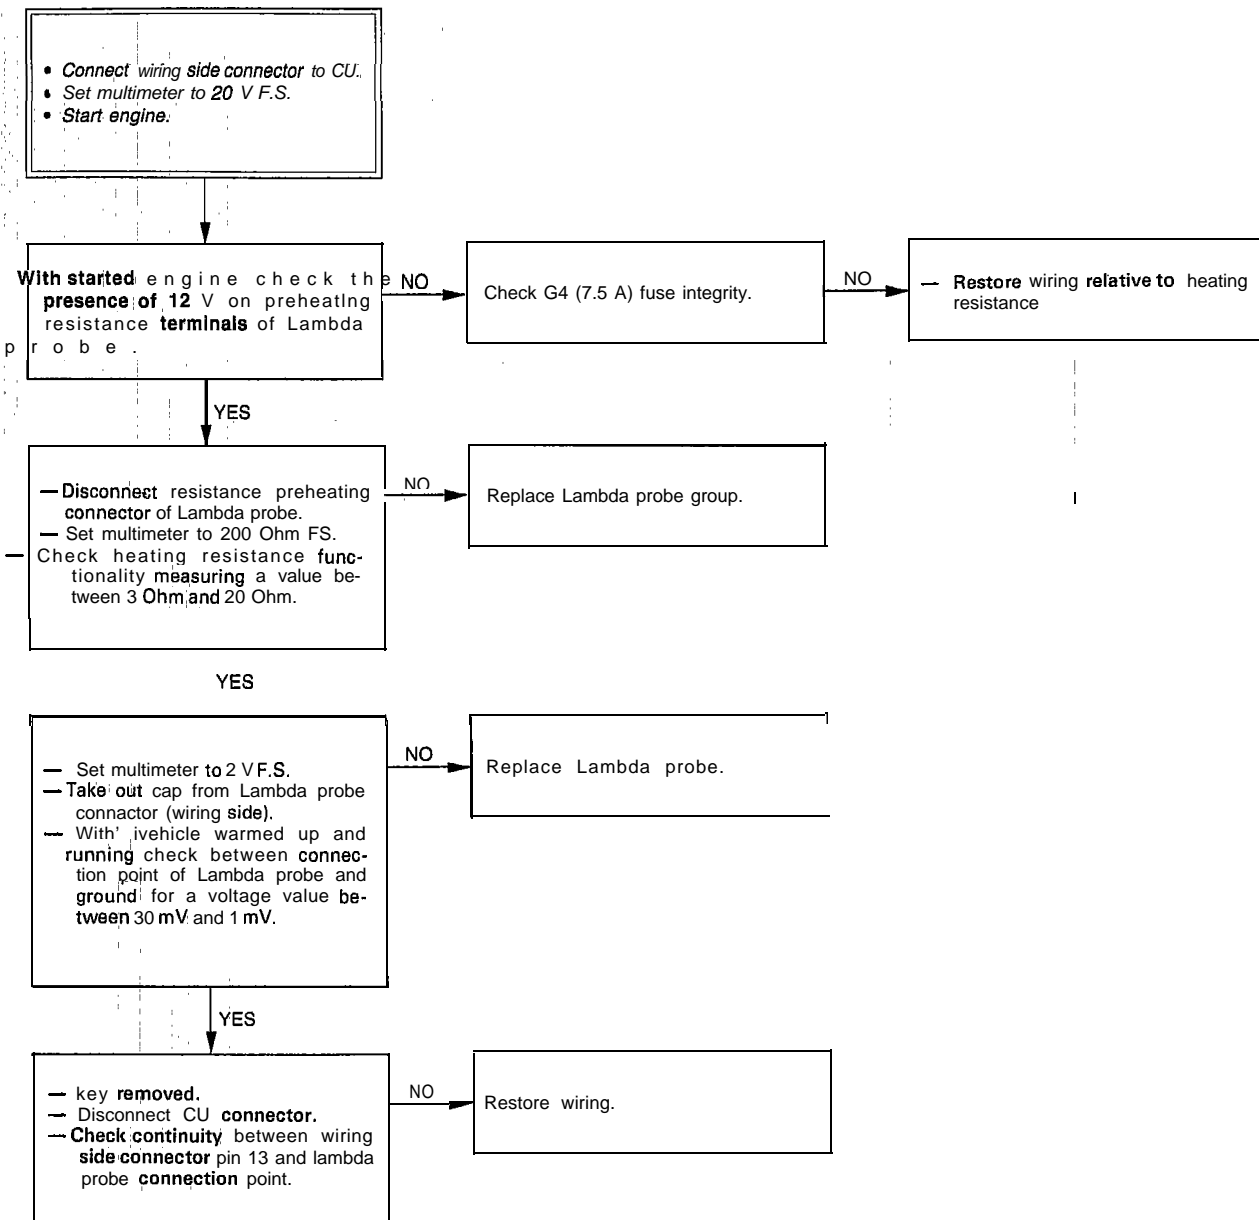 • Connect wiring side connector to CU.
• Set multimeter to 20 V F.S.
• Start engine.
With started engine check the
presence of 12 V on preheating
resistance terminals of Lambda
probe.
NO
Check G4 (7.5 A) fuse integrity.
NO
— Restore wiring relative to heating
resistance
YES
— Disconnect resistance preheating
connector of Lambda probe.
— Set multimeter to 200 Ohm FS.
— Check heating resistance func-
tionality measuring a value be-
tween 3 Ohm and 20 Ohm.
NO
Replace Lambda probe group.
YES
— Set multimeter to 2 V F.S.
— Take out cap from Lambda probe
connactor (wiring side).
— With' ivehicle warmed up and
running check between connec-
tion point of Lambda probe and
ground for a voltage value be-
tween 30 mV and 1 mV.
NO
Replace Lambda probe.
YES
— key removed.
— Disconnect CU connector.
— Check continuity between wiring
side connector pin 13 and lambda
probe connection point.
NO
Restore wiring.